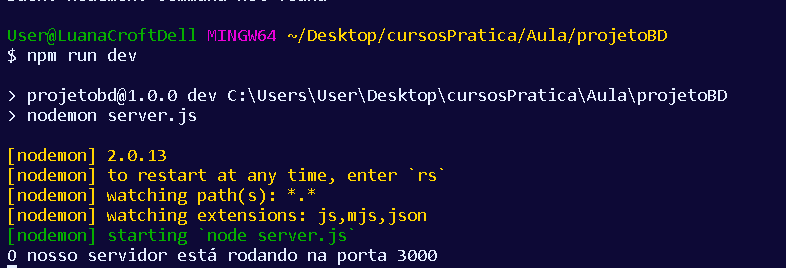 User@LuanaCroftDell MINGW64 ~/Desktop/cursosPratica/Aula/projetoBD
$ npm run dev
> projetobd@1.0.0 dev C:\Users\User\Desktop\cursosPratica\Aula\projetoBD
> nodemon server.js
[nodemon] 2.0.13
[nodemon] to restart at any time, enter `rs`
[nodemon] watching path(s): *.*
[nodemon] watching extensions: js,mjs,json
[nodemon] starting `node server.js`
O nosso servidor está rodando na porta 3000